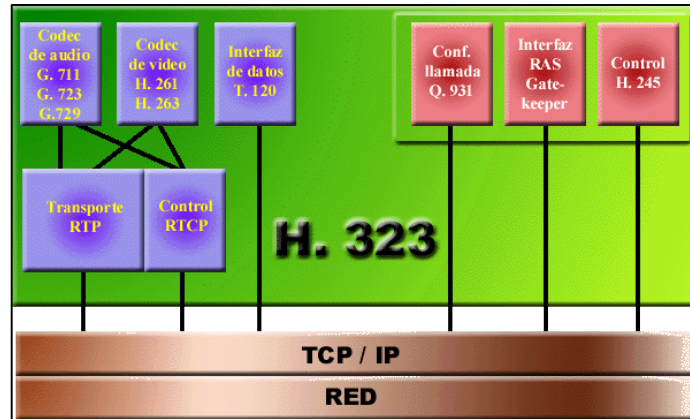 Codec
de audio
G. 711
G. 723
G.729
Codec
de video
H. 261
H. 263
Interfaz
de datos
T. 120
Conf.
llamada
Q. 931
Interfaz
RAS
Gate-
keeper
Control
H. 245
Transporte
RTP
Control
RTCP
H. 323
TCP / IP
RED